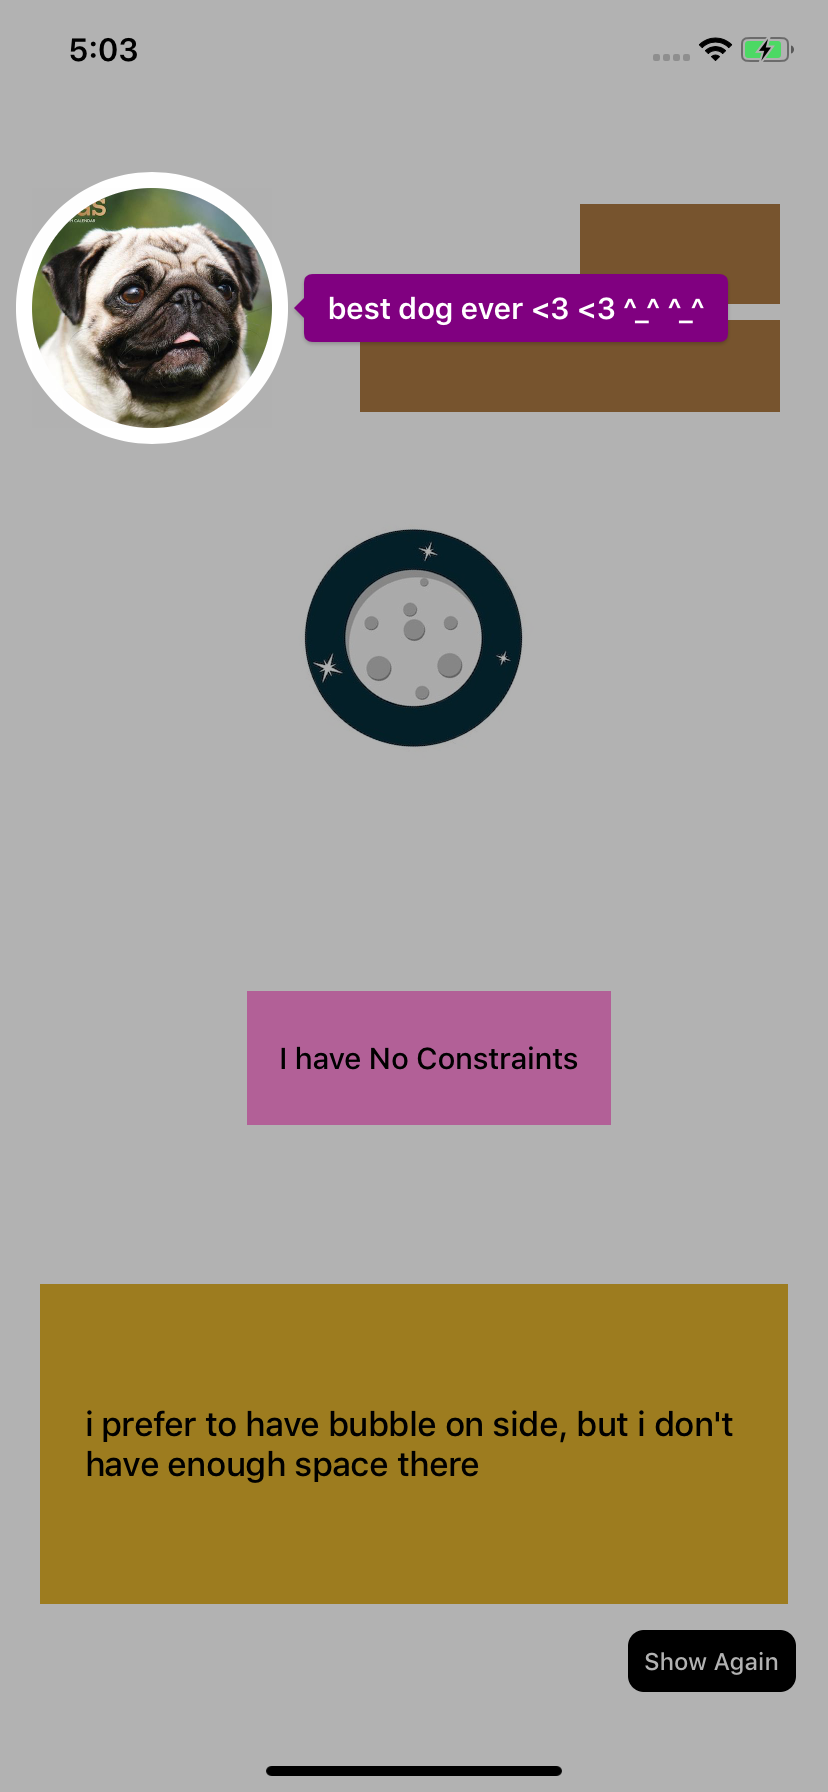 5:03
best dog ever <3 <3 ^_^ ^_^
I have No Constraints
i prefer to have bubble on side, but i don't
have enough space there
Show Again